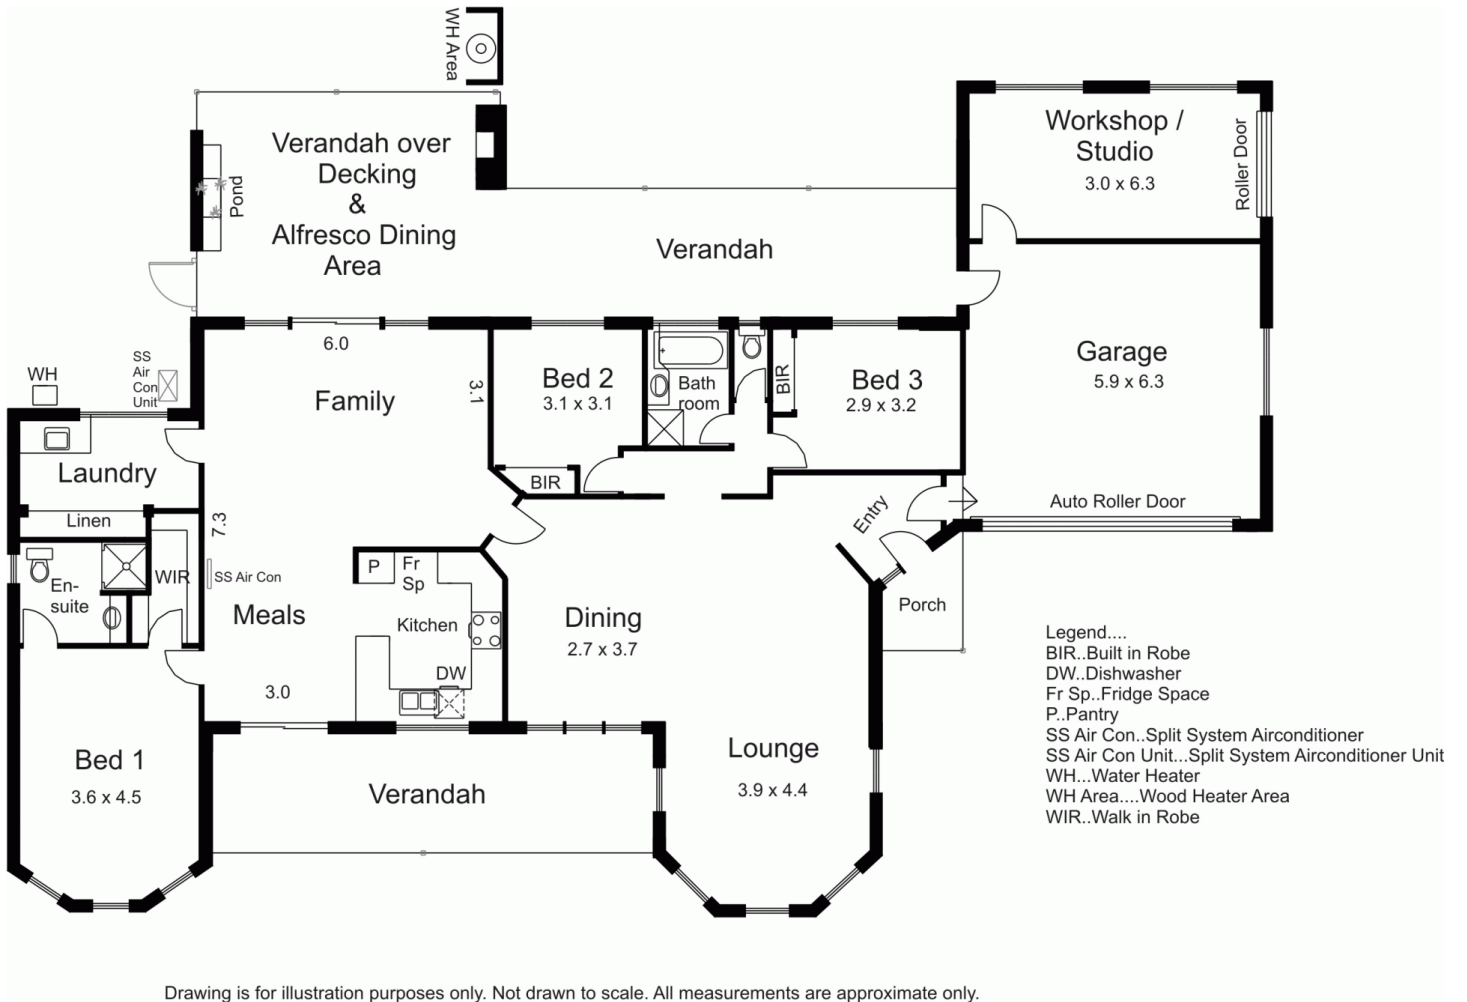 WH Area
Verandah over
Decking
&
Alfresco Dining
Area
Pond
Verandah
Workshop /
Studio
3.0 x 6.3
Roller Door
Garage
5.9 x 6.3
Auto Roller Door
WH
SS
Air
Con
Unit
6.0
Family
3.1
Bed 2
3.1 x 3.1
BIR
Bath
room
BIR
Bed 3
2.9 x 3.2
Laundry
Linen
7.3
En-
suite
WIR
SS Air Con
Meals
3.0
P
Fr
Sp
Kitchen
DW
Dining
2.7 x 3.7
Entry
Porch
Bed 1
3.6 x 4.5
Verandah
Lounge
3.9 x 4.4
Legend....
BIR..Built in Robe
DW..Dishwasher
Fr Sp..Fridge Space
P..Pantry
SS Air Con..Split System Airconditioner
SS Air Con Unit...Split System Airconditioner Unit
WH...Water Heater
WH Area....Wood Heater Area
WIR..Walk in Robe
Drawing is for illustration purposes only. Not drawn to scale. All measurements are approximate only.